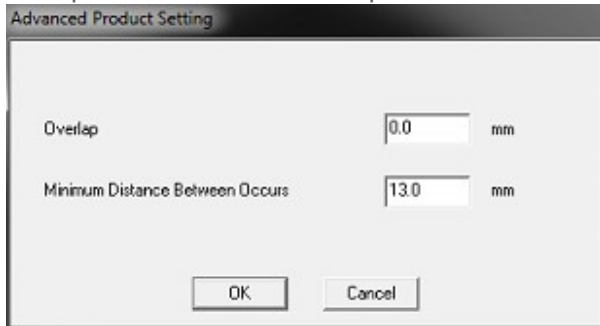 Advanced Product Setting
Overlap 0.0 mm
Minimum Distance Between Occurs 13.0 mm
OK Cancel